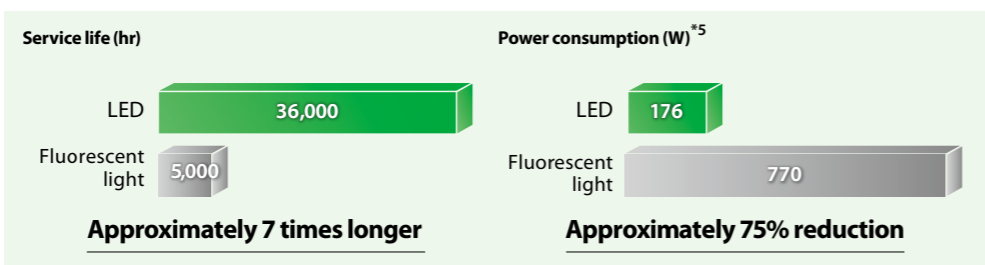 Service life (hr)
LED
36,000
Fluorescent
light
5,000
Approximately 7 times longer
Power consumption (W)*5
LED
176
Fluorescent
light
770
Approximately 75% reduction